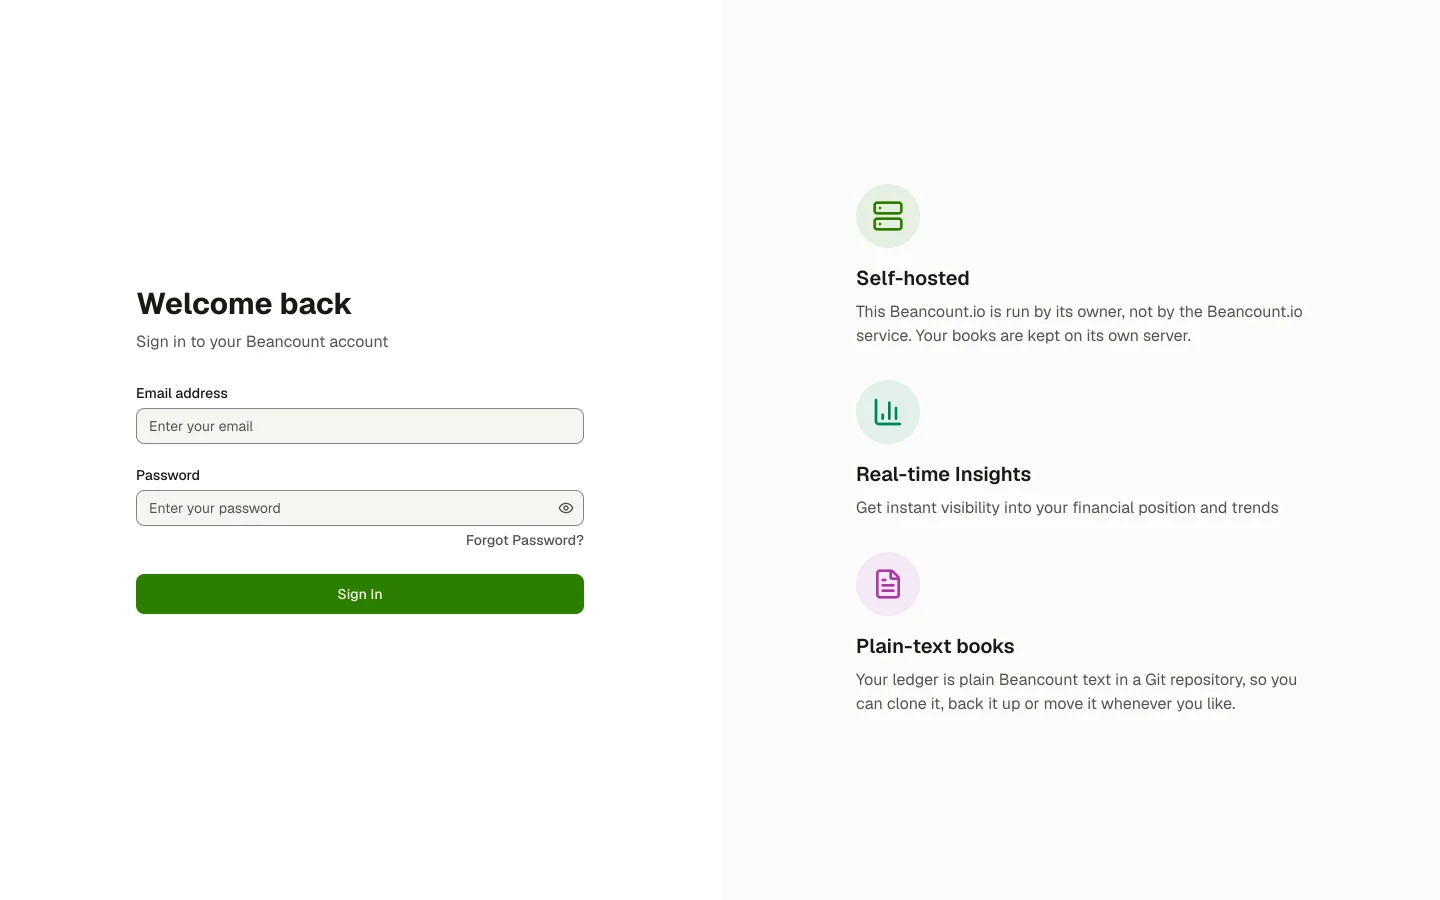 Welcome back
Sign in to your Beancount account
Email address
Enter your email
Password
Enter your password
Forgot Password?
Sign In
Self-hosted
This Beancount.io is run by its owner, not by the Beancount.io
service. Your books are kept on its own server.
Real-time Insights
Get instant visibility into your financial position and trends
Plain-text books
Your ledger is plain Beancount text in a Git repository, so you
can clone it, back it up or move it whenever you like.